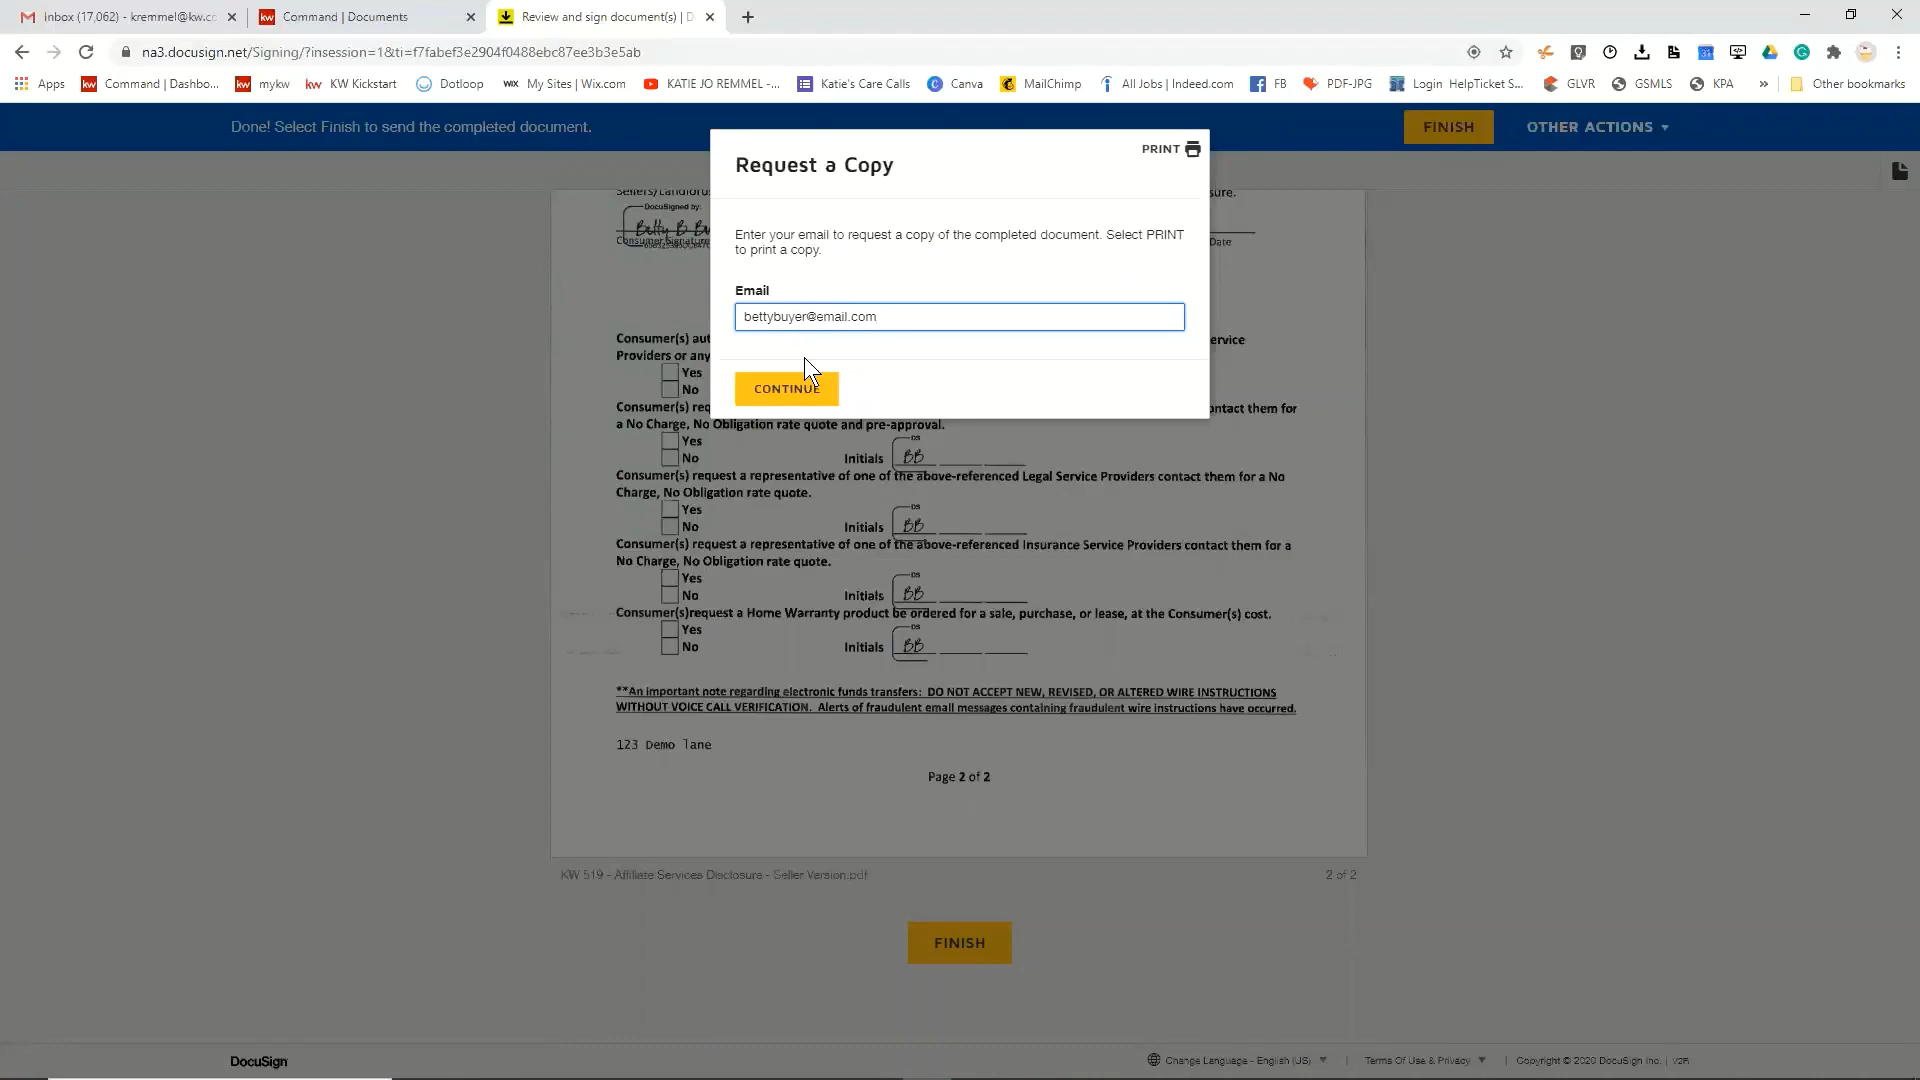 Inbox (17,062) - kremmel@kw.cc
Command | Documents
Review and sign document(s) | D
na3.docusign.net/Signing/?insession=1&ti=f7fabef3e2904f0488ebc87ee3b3e5ab
Apps
Command | Dashbo...
mykw
KW Kickstart
Dotloop
My Sites | Wix.com
KATIE JO REMMEL -...
Katie's Care Calls
Canva
MailChimp
All Jobs | Indeed.com
FB
PDF-JPG
Login HelpTicket S...
GLVR
GSMLS
KPA
»
Other bookmarks
Done! Select Finish to send the completed document.
FINISH
OTHER ACTIONS
PRINT
Request a Copy
Enter your email to request a copy of the completed document. Select PRINT
to print a copy.
Email
bettybuyer@email.com
CONTINUE
DocuSigned by:
Betty B
Consumer Signature
Date
Consumer(s) aut
ervice
Providers or any
Yes
No
Consumer(s) req
ontact them for
a No Charge, No Obligation rate quote and pre-approval.
Yes
DS
No Initials BB
Consumer(s) request a representative of one of the above-referenced Legal Service Providers contact them for a No
Charge, No Obligation rate quote.
Yes
DS
No Initials BB
Consumer(s) request a representative of one of the above-referenced Insurance Service Providers contact them for a
No Charge, No Obligation rate quote.
Yes
DS
No Initials BB
Consumer(s)request a Home Warranty product be ordered for a sale, purchase, or lease, at the Consumer(s) cost.
Yes
DS
No Initials BB
**An important note regarding electronic funds transfers: DO NOT ACCEPT NEW, REVISED, OR ALTERED WIRE INSTRUCTIONS
WITHOUT VOICE CALL VERIFICATION. Alerts of fraudulent email messages containing fraudulent wire instructions have occurred.
123 Demo lane
Page 2 of 2
KW 519 - Affiliate Services Disclosure - Seller Version.pdf
2 of 2
FINISH
DocuSign
Change Language - English (US)
Terms Of Use & Privacy
Copyright © 2020 DocuSign Inc. | V2R